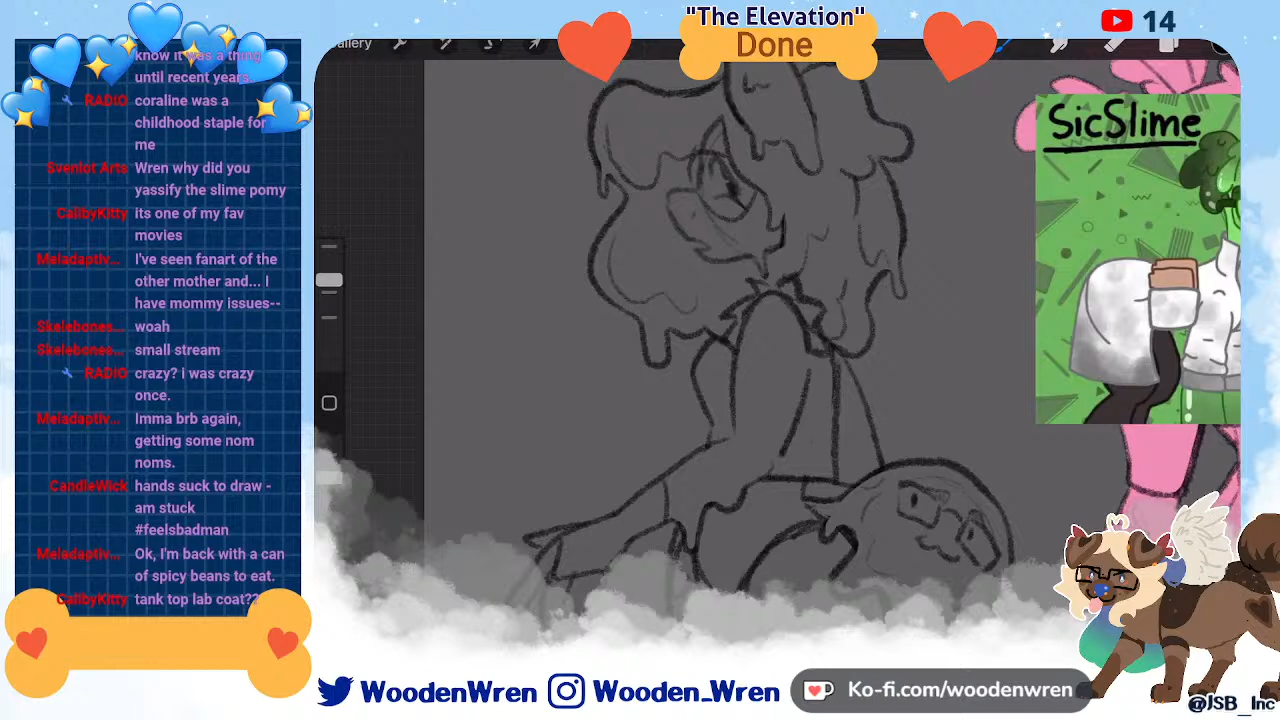 "The Elevation"
Done
14
allery
know it was a thing
until recent years.
RADIO coraline was a
childhood staple for
me
Svenlot Arts Wren why did you
yassify the slime pomy
CalibyKitty its one of my fav
movies
Meladaptiv... I've seen fanart of the
other mother and... I
have mommy issues--
Skelebones... woah
Skelebones... small stream
RADIO crazy? i was crazy
once.
Meladaptiv... Imma brb again,
getting some nom
noms.
CandleWick hands suck to draw -
am stuck
#feelsbadman
Meladaptiv... Ok, I'm back with a can
of spicy beans to eat.
CalibyKitty tank top lab coat??
SicSlime
WoodenWren
Wooden_Wren
Ko-fi.com/woodenwren
@JSB_Inc